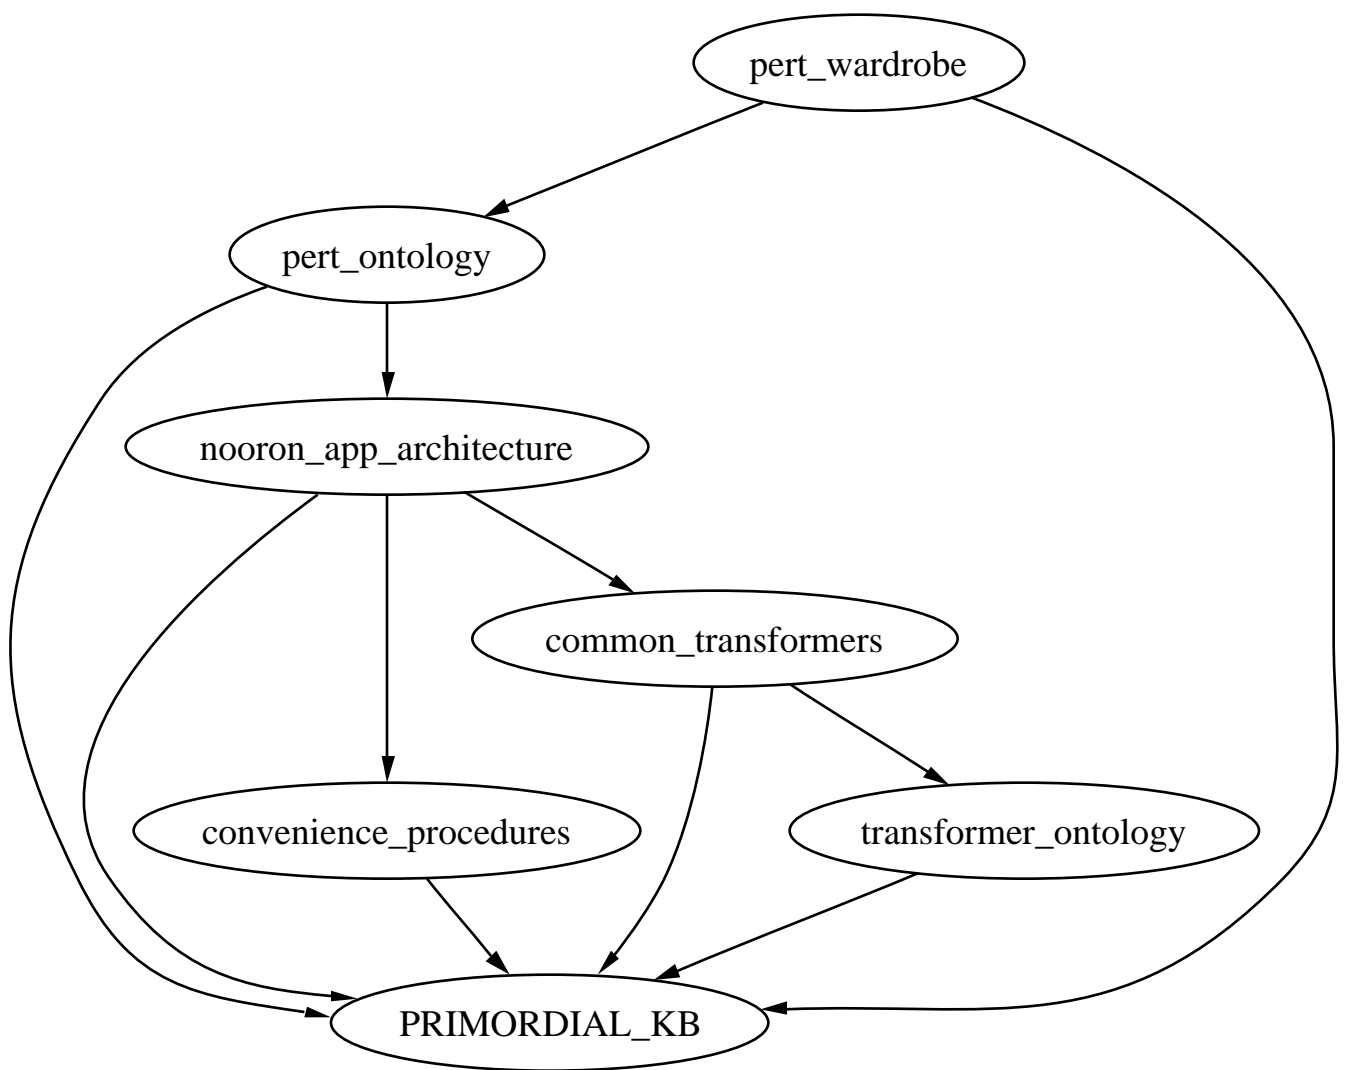 pert_wardrobe
pert_ontology
nooron_app_architecture
common_transformers
convenience_procedures
transformer_ontology
PRIMORDIAL_KB